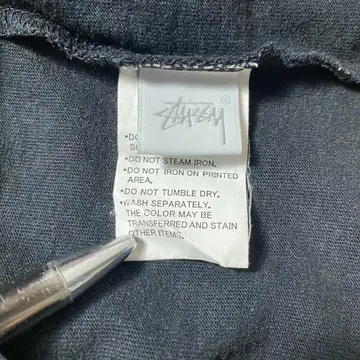 Stüssy
®
•DO NOT STEAM IRON.
•DO NOT IRON ON PRINTED
AREA.
•DO NOT TUMBLE DRY.
•WASH SEPARATELY.
THE COLOR MAY BE
TRANSFERRED AND STAIN
OTHER ITEMS.